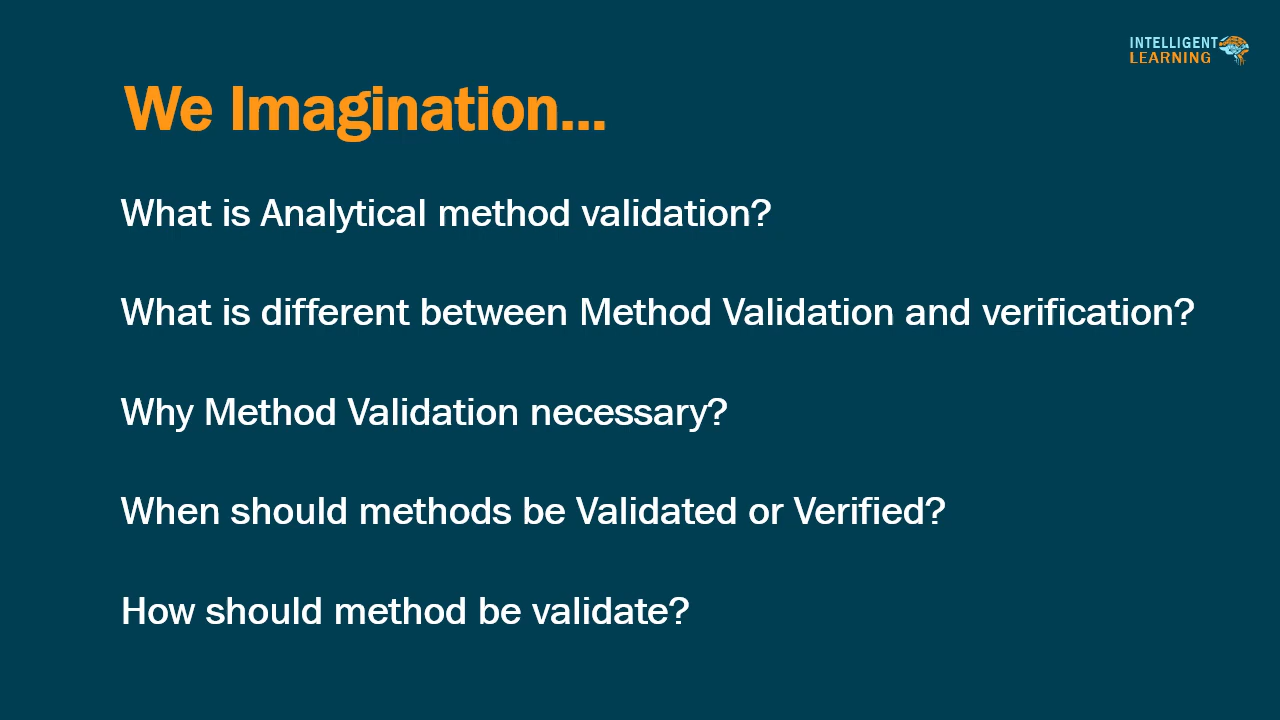 INTELLIGENT
LEARNING
We Imagination...
What is Analytical method validation?
What is different between Method Validation and verification?
Why Method Validation necessary?
When should methods be Validated or Verified?
How should method be validate?